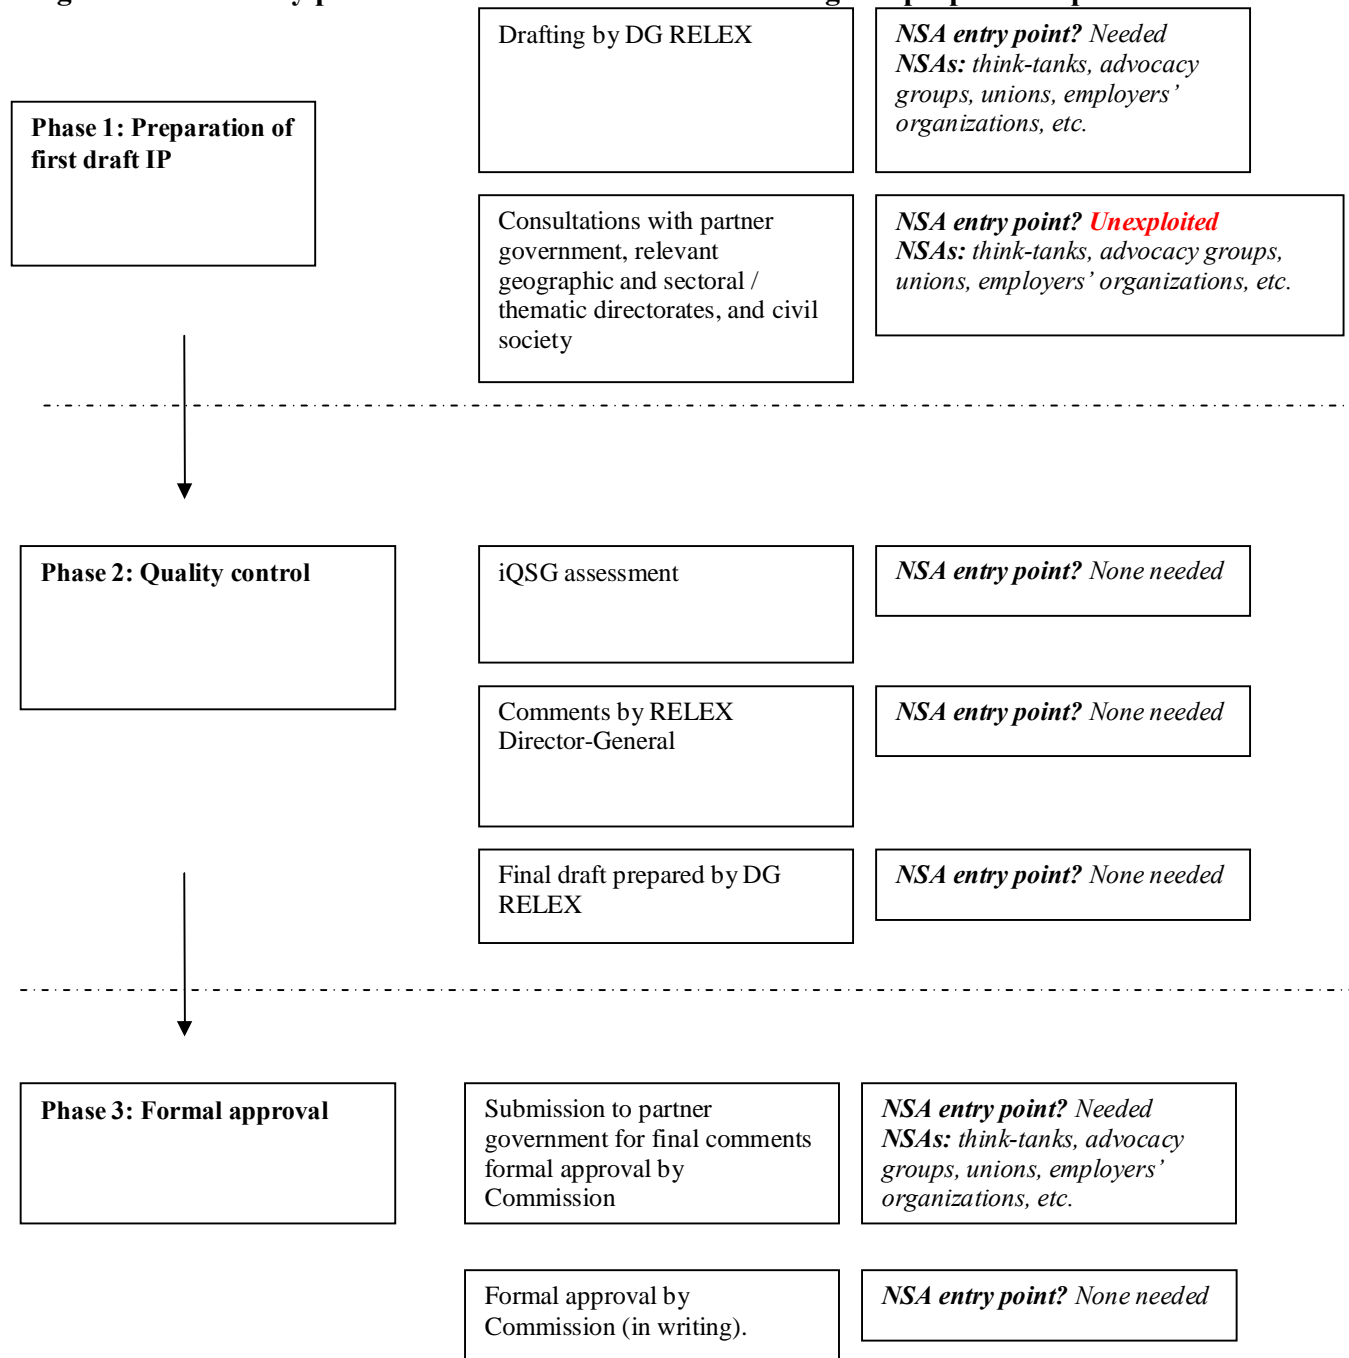 Drafting by DG RELEX
NSA entry point? Needed
NSAs: think-tanks, advocacy
groups, unions, employers'
organizations, etc.
Phase 1: Preparation of
first draft IP
Consultations with partner
government, relevant
geographic and sectoral /
thematic directorates, and civil
society
NSA entry point? Unexploited
NSAs: think-tanks, advocacy groups,
unions, employers' organizations, etc.
Phase 2: Quality control
iQSG assessment
NSA entry point? None needed
Comments by RELEX
Director-General
NSA entry point? None needed
Final draft prepared by DG
RELEX
NSA entry point? None needed
Phase 3: Formal approval
Submission to partner
government for final comments
formal approval by
Commission
NSA entry point? Needed
NSAs: think-tanks, advocacy
groups, unions, employers'
organizations, etc.
Formal approval by
Commission (in writing).
NSA entry point? None needed